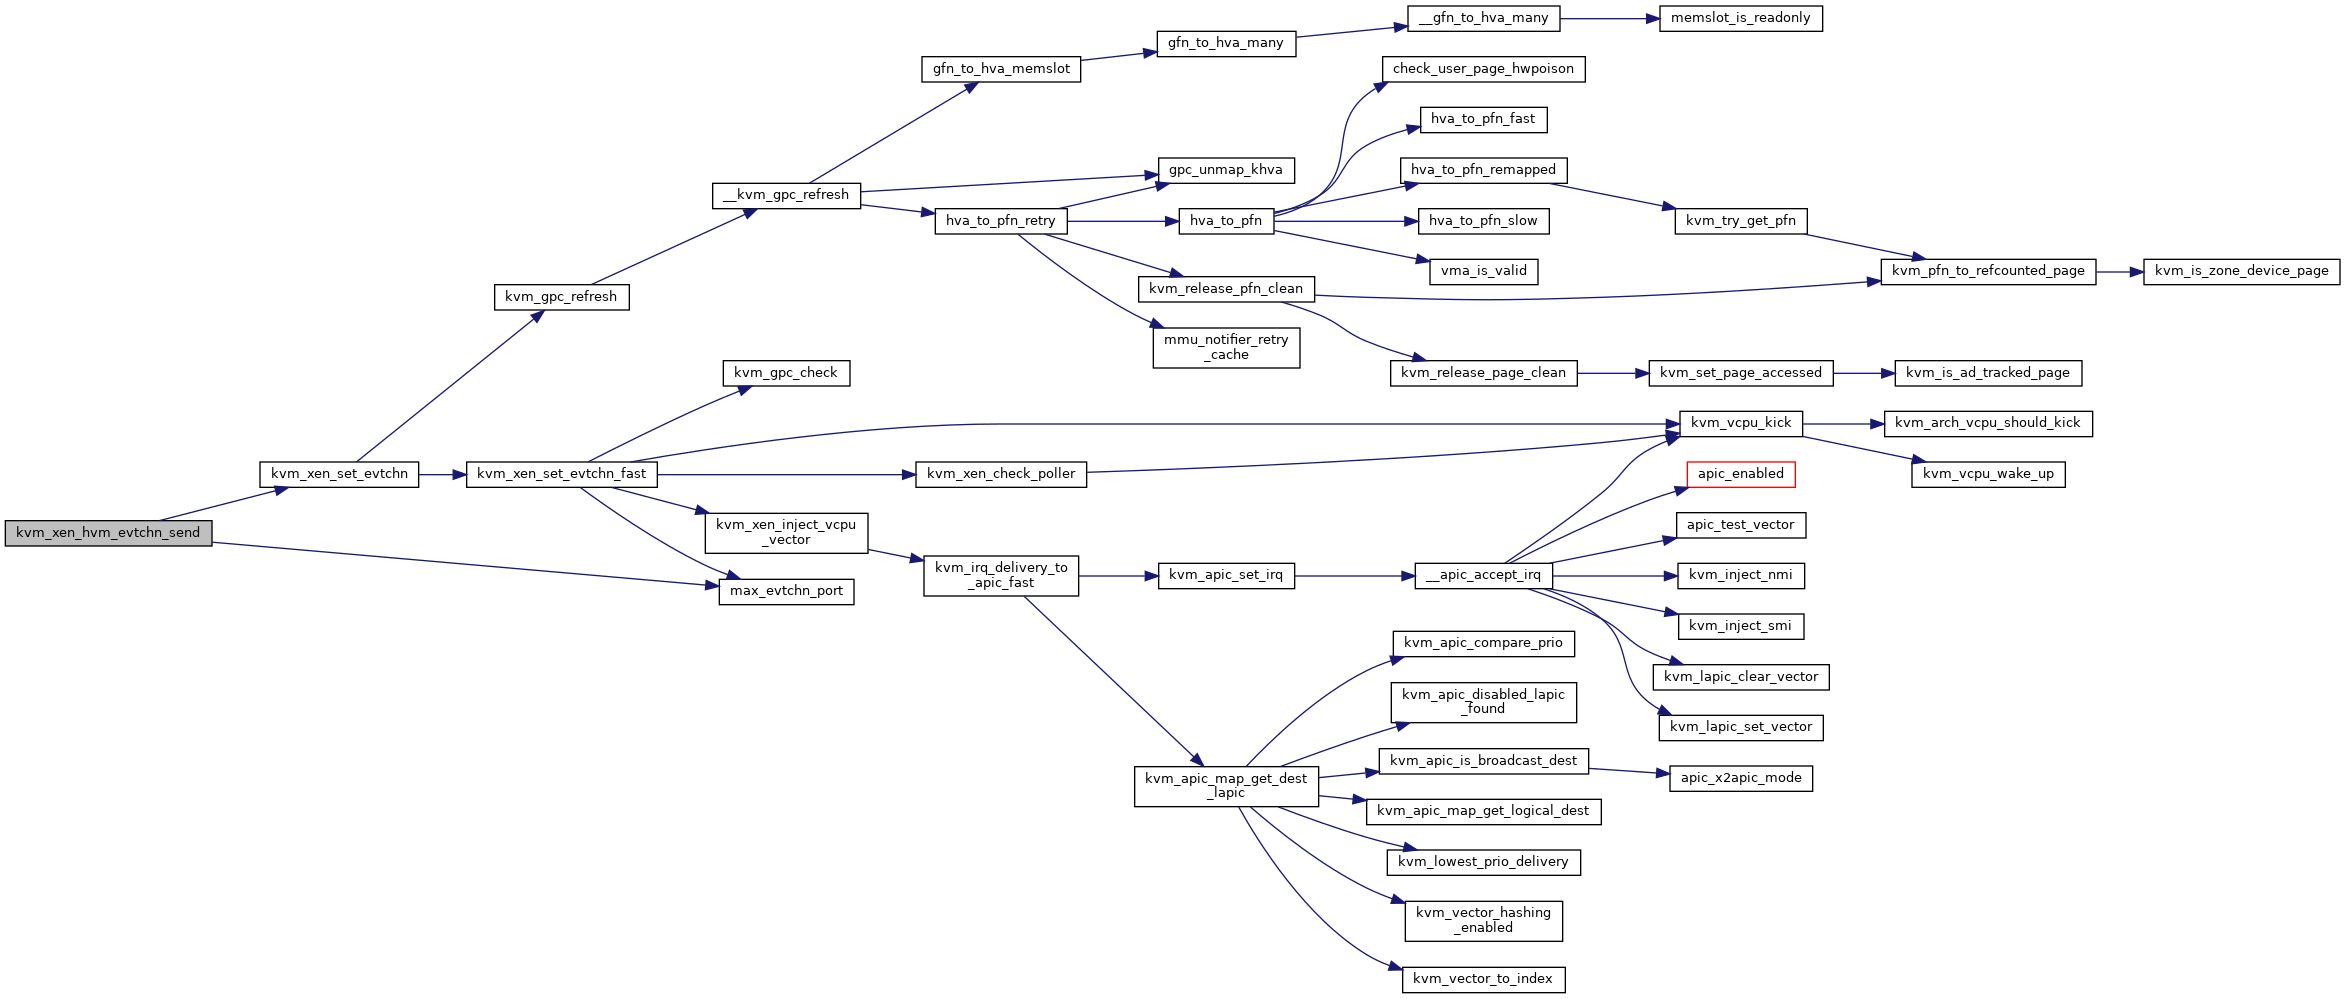 kvm_xen_hvm_evtchn_send
kvm_xen_set_evtchn
kvm_gpc_refresh
__kvm_gpc_refresh
gfn_to_hva_memslot
gfn_to_hva_many
__gfn_to_hva_many
memslot_is_readonly
gpc_unmap_khva
hva_to_pfn_retry
hva_to_pfn
check_user_page_hwpoison
hva_to_pfn_fast
hva_to_pfn_remapped
kvm_try_get_pfn
kvm_pfn_to_refcounted_page
kvm_is_zone_device_page
hva_to_pfn_slow
vma_is_valid
kvm_release_pfn_clean
kvm_release_page_clean
kvm_set_page_accessed
kvm_is_ad_tracked_page
mmu_notifier_retry
_cache
kvm_xen_set_evtchn_fast
kvm_gpc_check
kvm_vcpu_kick
kvm_arch_vcpu_should_kick
kvm_vcpu_wake_up
kvm_xen_check_poller
kvm_xen_inject_vcpu
_vector
max_evtchn_port
kvm_irq_delivery_to
_apic_fast
kvm_apic_set_irq
__apic_accept_irq
apic_enabled
apic_test_vector
kvm_inject_nmi
kvm_inject_smi
kvm_lapic_clear_vector
kvm_lapic_set_vector
kvm_apic_map_get_dest
_lapic
kvm_apic_compare_prio
kvm_apic_disabled_lapic
_found
kvm_apic_is_broadcast_dest
apic_x2apic_mode
kvm_apic_map_get_logical_dest
kvm_lowest_prio_delivery
kvm_vector_hashing
_enabled
kvm_vector_to_index